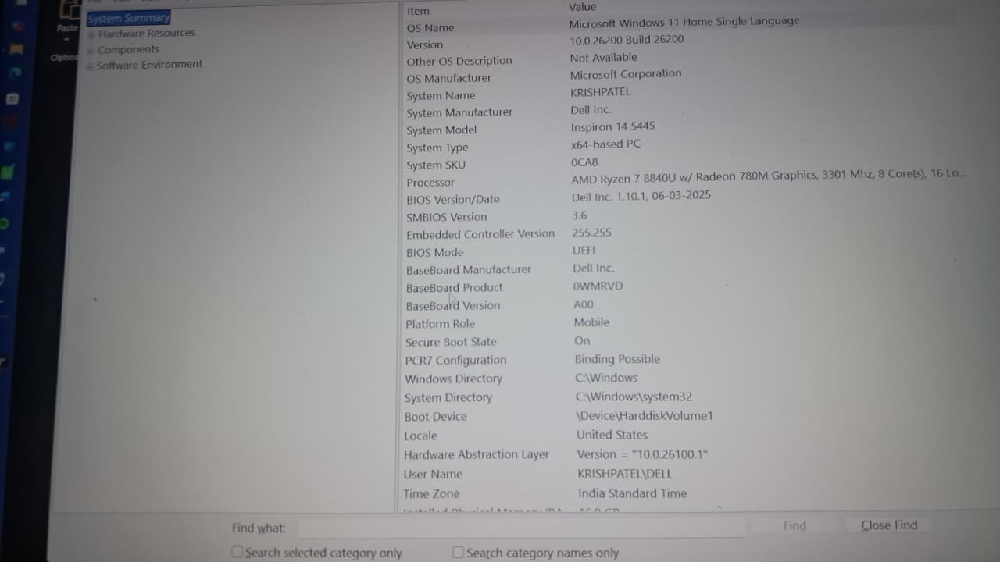 Paste
System Summary
Hardware Resources
Components
Software Environment
Item Value
OS Name Microsoft Windows 11 Home Single Language
Version 10.0.26200 Build 26200
Other OS Description Not Available
OS Manufacturer Microsoft Corporation
System Name KRISHPATEL
System Manufacturer Dell Inc.
System Model Inspiron 14 5445
System Type x64-based PC
System SKU 0CA8
Processor AMD Ryzen 7 8840U w/ Radeon 780M Graphics, 3301 Mhz, 8 Core(s), 16 Lo...
BIOS Version/Date Dell Inc. 1.10.1, 06-03-2025
SMBIOS Version 3.6
Embedded Controller Version 255.255
BIOS Mode UEFI
BaseBoard Manufacturer Dell Inc.
BaseBoard Product 0WMRVD
BaseBoard Version A00
Platform Role Mobile
Secure Boot State On
PCR7 Configuration Binding Possible
Windows Directory C:\Windows
System Directory C:\Windows\system32
Boot Device \Device\HarddiskVolume1
Locale United States
Hardware Abstraction Layer Version = "10.0.26100.1"
User Name KRISHPATEL\DELL
Time Zone India Standard Time
Find what: Find Close Find
Search selected category only Search category names only